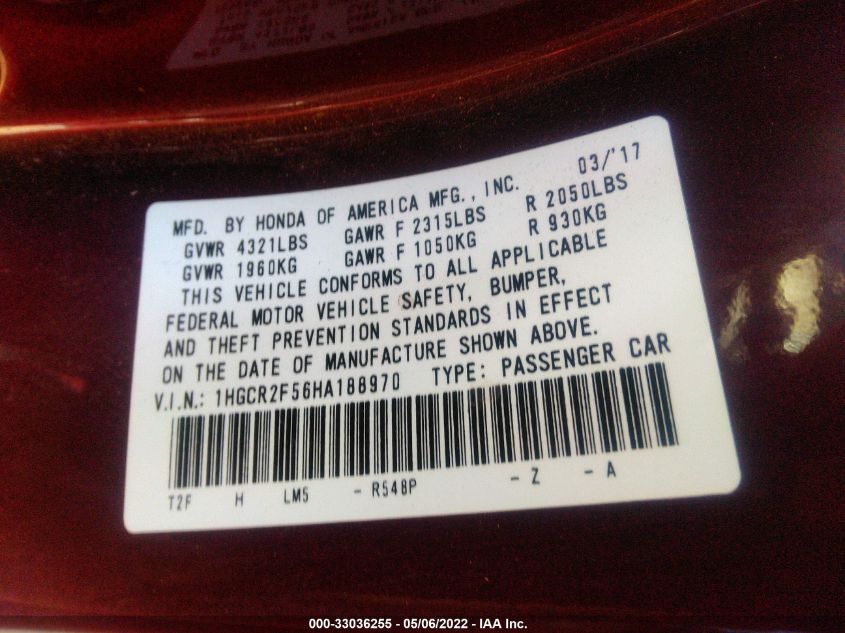 MFD. BY HONDA OF AMERICA MFG., INC. 03/'17
GVWR 4321LBS GAWR F 2315LBS R 2050LBS
GVWR 1960KG GAWR F 1050KG R 930KG
THIS VEHICLE CONFORMS TO ALL APPLICABLE
FEDERAL MOTOR VEHICLE SAFETY, BUMPER,
AND THEFT PREVENTION STANDARDS IN EFFECT
ON THE DATE OF MANUFACTURE SHOWN ABOVE.
V.I.N.: 1HGCR2F56HA188970 TYPE: PASSENGER CAR
T2F H LM5 - R548P - Z - A
000-33036255 - 05/06/2022 - IAA Inc.